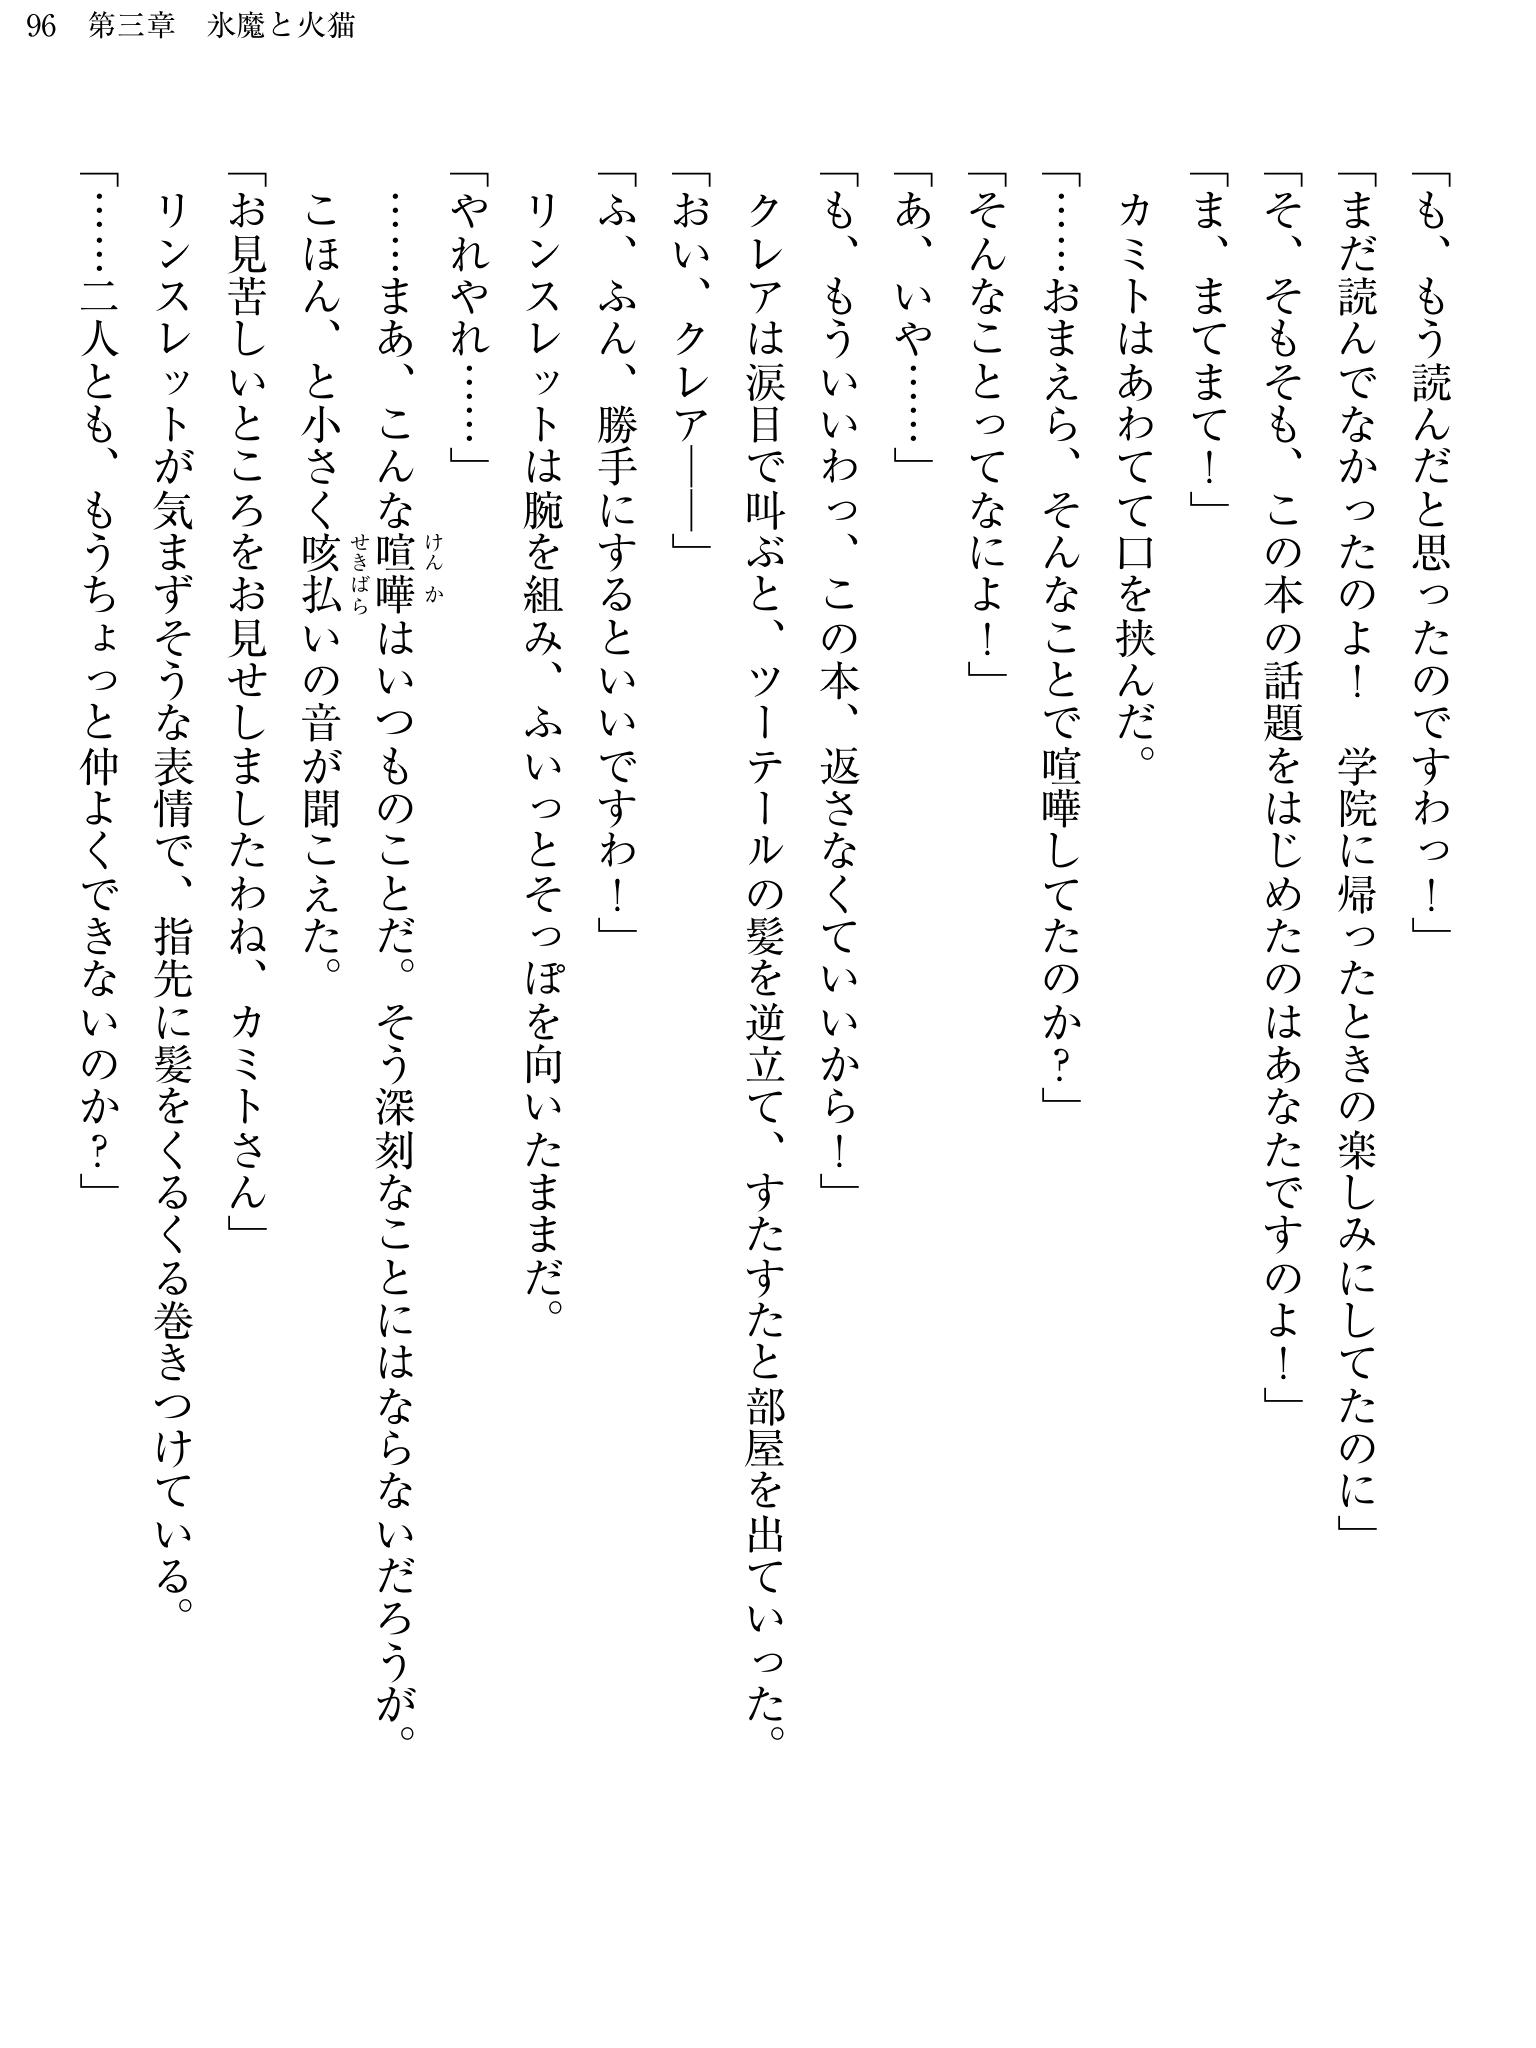 96　第三章　氷魔と火猫
「も、もう読んだと思ったのですわっ！」
「まだ読んでなかったのよ！　学院に帰ったときの楽しみにしてたのに」
「そ、そもそも、この本の話題をはじめたのはあなたですのよ！」
「ま、まてまて！」
カミトはあわてて口を挟んだ。
「……おまえら、そんなことで喧嘩してたのか？」
「そんなことってなによ！」
「あ、いや……」
「も、もういいわっ、この本、返さなくていいから！」
クレアは涙目で叫ぶと、ツーテールの髪を逆立て、すたすたと部屋を出ていった。
「おい、クレア――」
「ふ、ふん、勝手にするといいですわ！」
リンスレットは腕を組み、ふいっとそっぽを向いたままだ。
「やれやれ……」
……まあ、こんな喧嘩はいつものことだ。そう深刻なことにはならないだろうが。
けんか
こほん、と小さく咳払いの音が聞こえた。
せきばら
「お見苦しいところをお見せしましたわね、カミトさん」
リンスレットが気まずそうな表情で、指先に髪をくるくる巻きつけている。
「……二人とも、もうちょっと仲よくできないのか？」